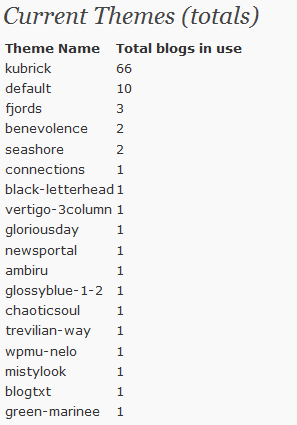 Current Themes (totals)
Theme Name Total blogs in use
kubrick 66
default 10
fjords 3
benevolence 2
seashore 2
connections 1
black-letterhead 1
vertigo-3column 1
gloriousday 1
newsportal 1
ambiru 1
glossyblue-1-2 1
chaoticsoul 1
trevilian-way 1
wpmu-nelo 1
mistylook 1
blogtxt 1
green-marinee 1